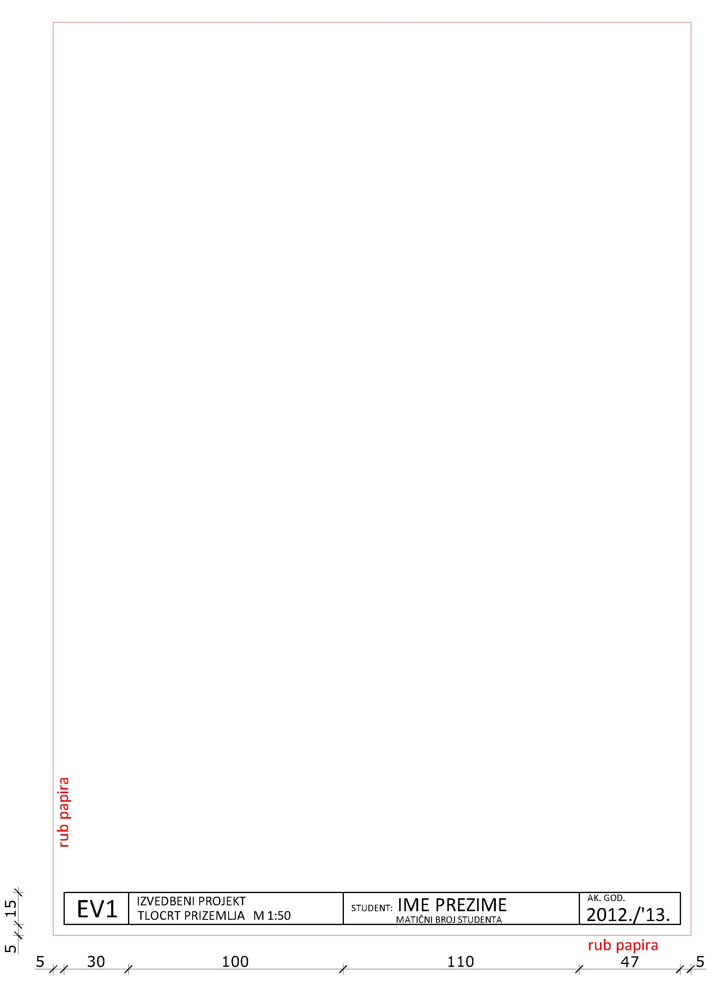 rub papira
EV1
IZVEDBENI PROJEKT
TLOCRT PRIZEMLJA M 1:50
STUDENT: IME PREZIME
MATIČNI BROJ STUDENTA
AK. GOD.
2012./'13.
15
5
rub papira
5 30 100 110 47 5